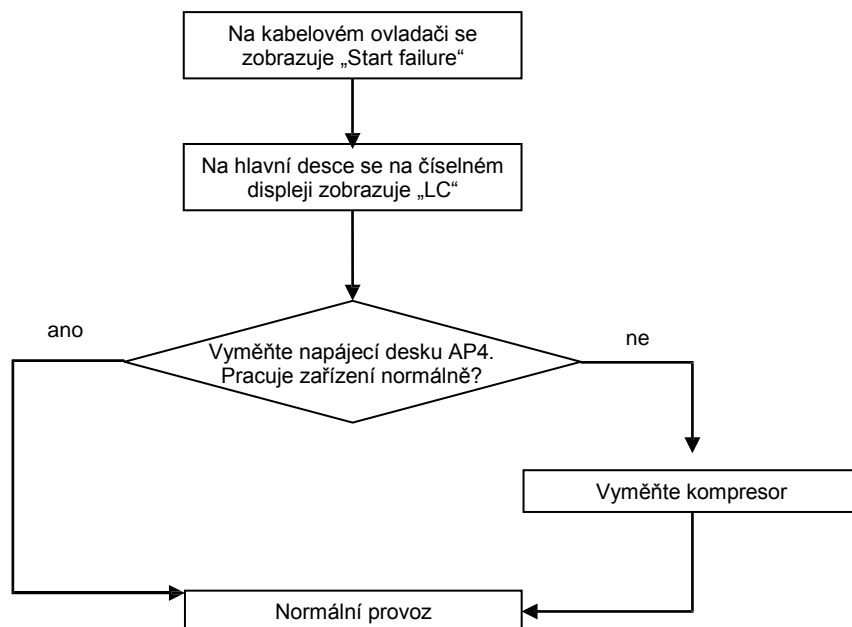 Na kabelovém ovladači se
zobrazuje „Start failure“
Na hlavní desce se na číselném
displeji zobrazuje „LC“
ano
ne
Vyměňte napájecí desku AP4.
Pracuje zařízení normálně?
Vyměňte kompresor
Normální provoz